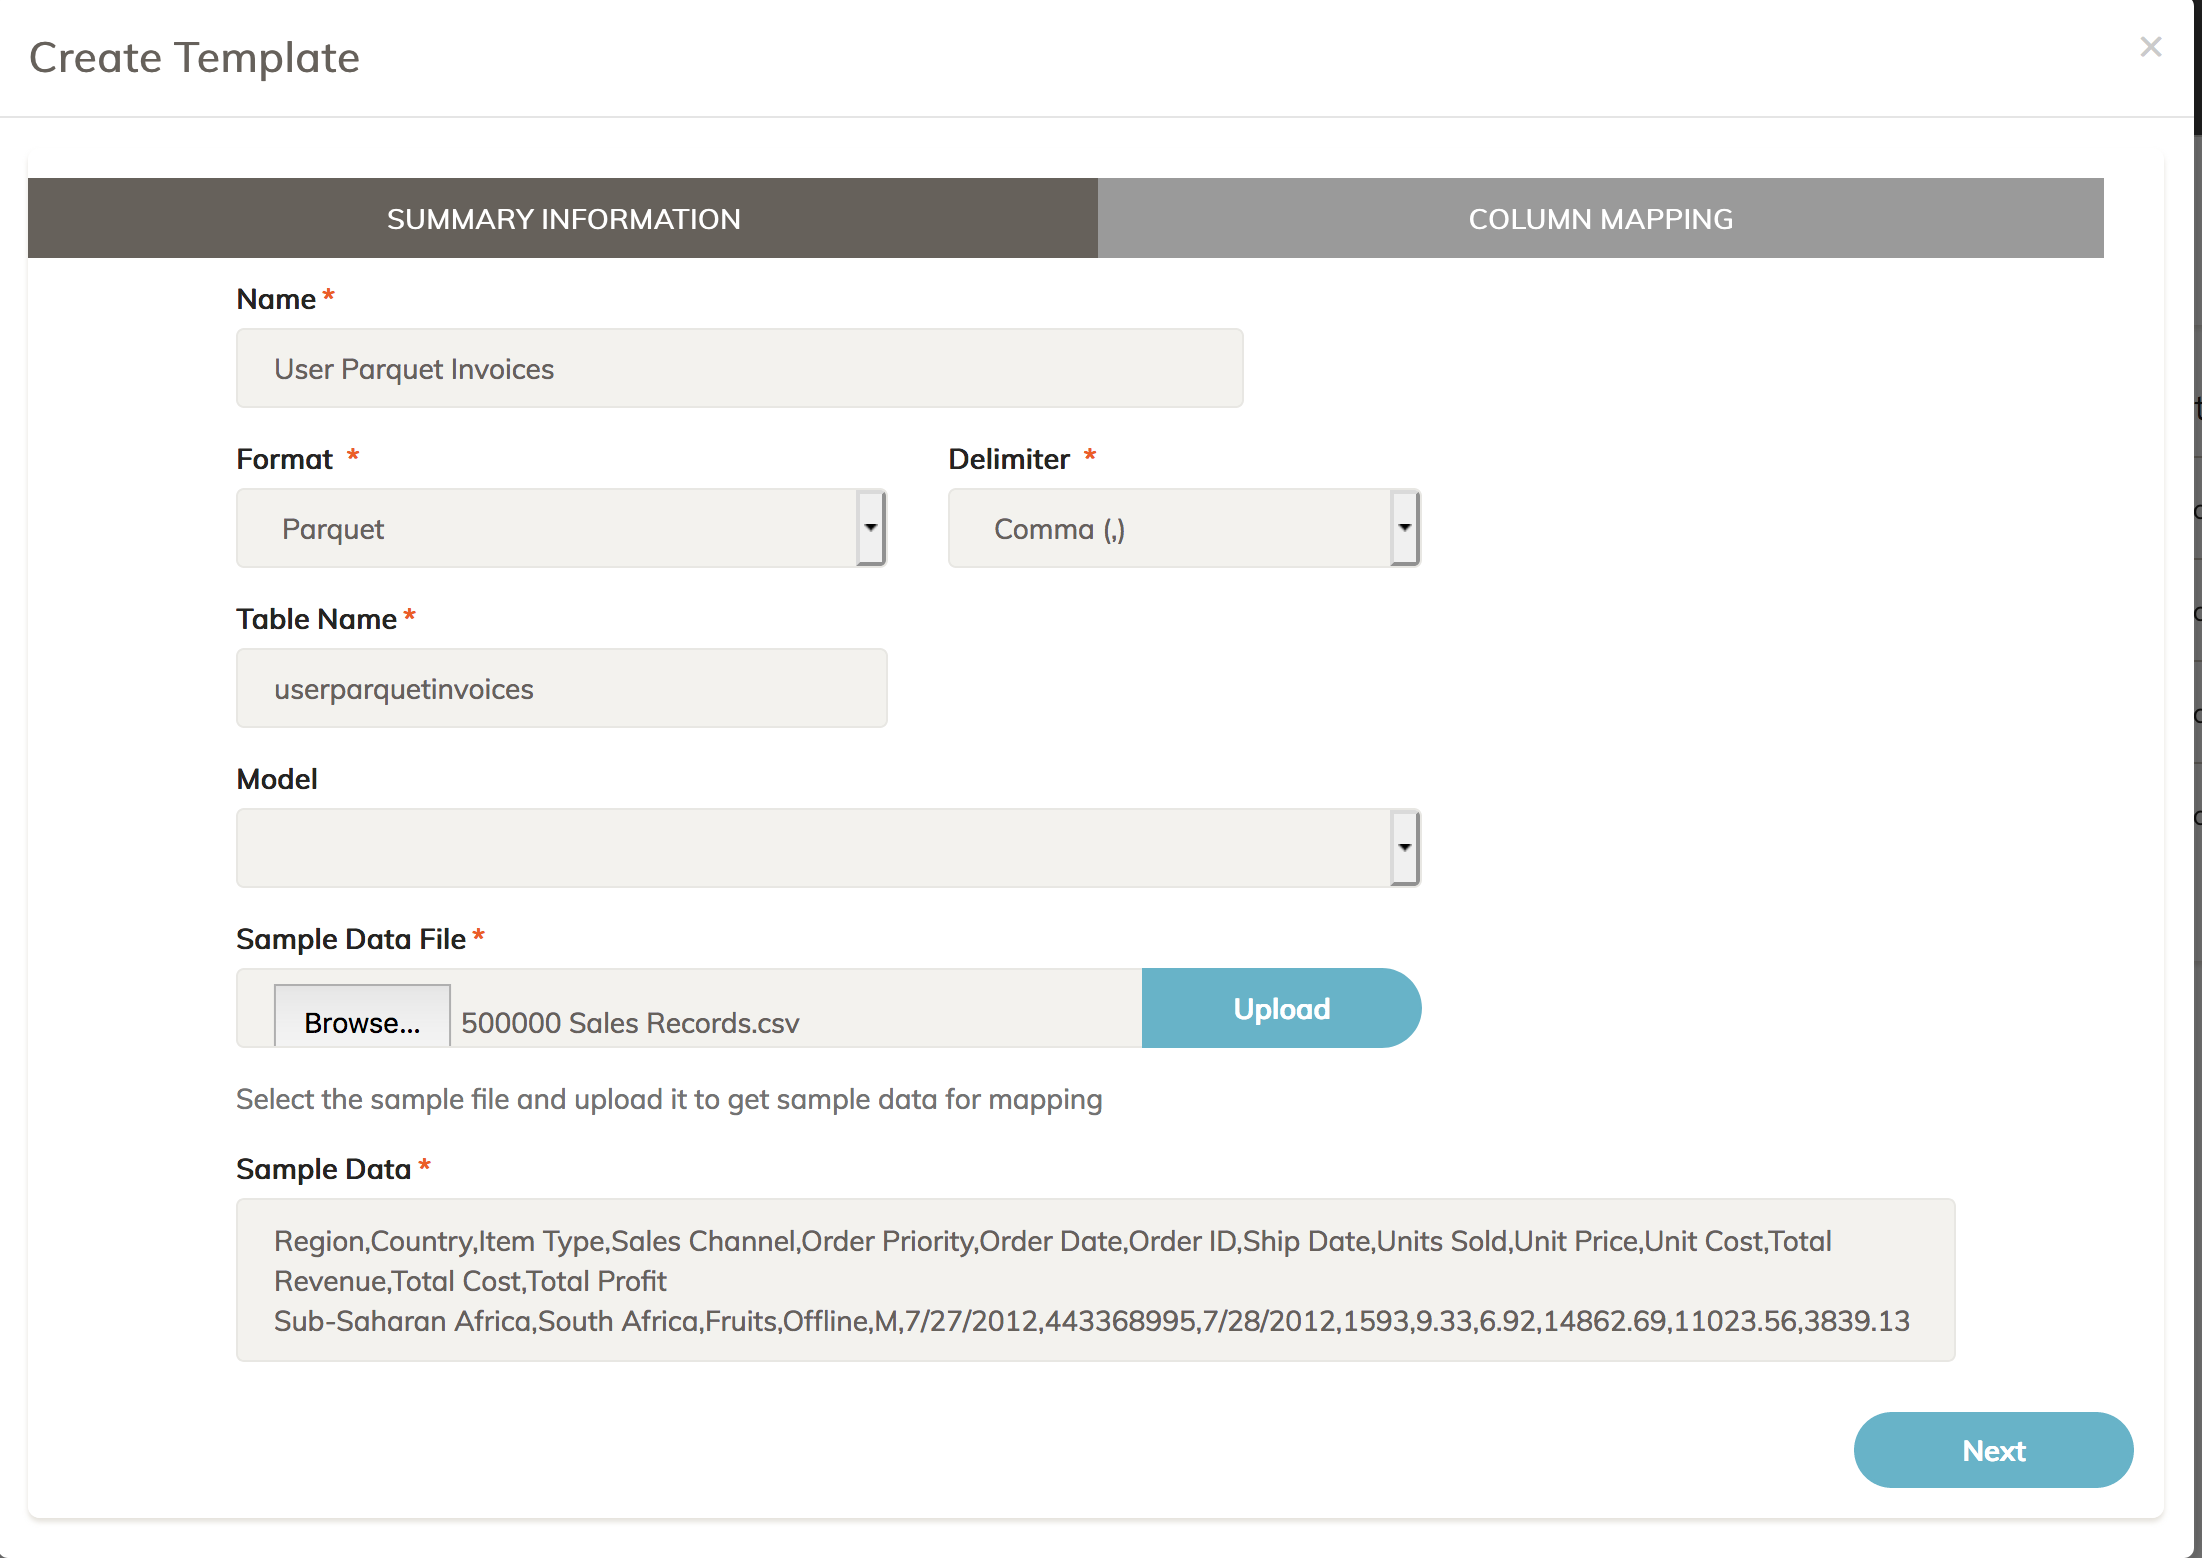 Create Template
×
SUMMARY INFORMATION
COLUMN MAPPING
Name *
User Parquet Invoices
Format *
Delimiter *
Parquet
Comma (,)
Table Name *
userparquetinvoices
Model
Sample Data File *
Browse...
500000 Sales Records.csv
Upload
Select the sample file and upload it to get sample data for mapping
Sample Data *
Region,Country,Item Type,Sales Channel,Order Priority,Order Date,Order ID,Ship Date,Units Sold,Unit Price,Unit Cost,Total
Revenue,Total Cost,Total Profit
Sub-Saharan Africa,South Africa,Fruits,Offline,M,7/27/2012,443368995,7/28/2012,1593,9.33,6.92,14862.69,11023.56,3839.13
Next